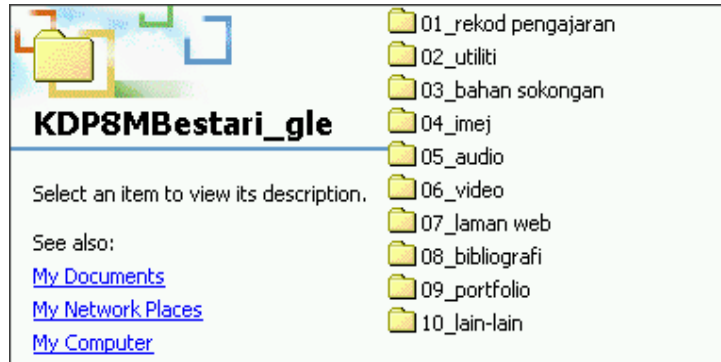 KDP8MBestari_gle
Select an item to view its description.
See also:
My Documents
My Network Places
My Computer
01_rekod pengajaran
02_utiliti
03_bahan sokongan
04_imej
05_audio
06_video
07_laman web
08_bibliografi
09_portfolio
10_lain-lain